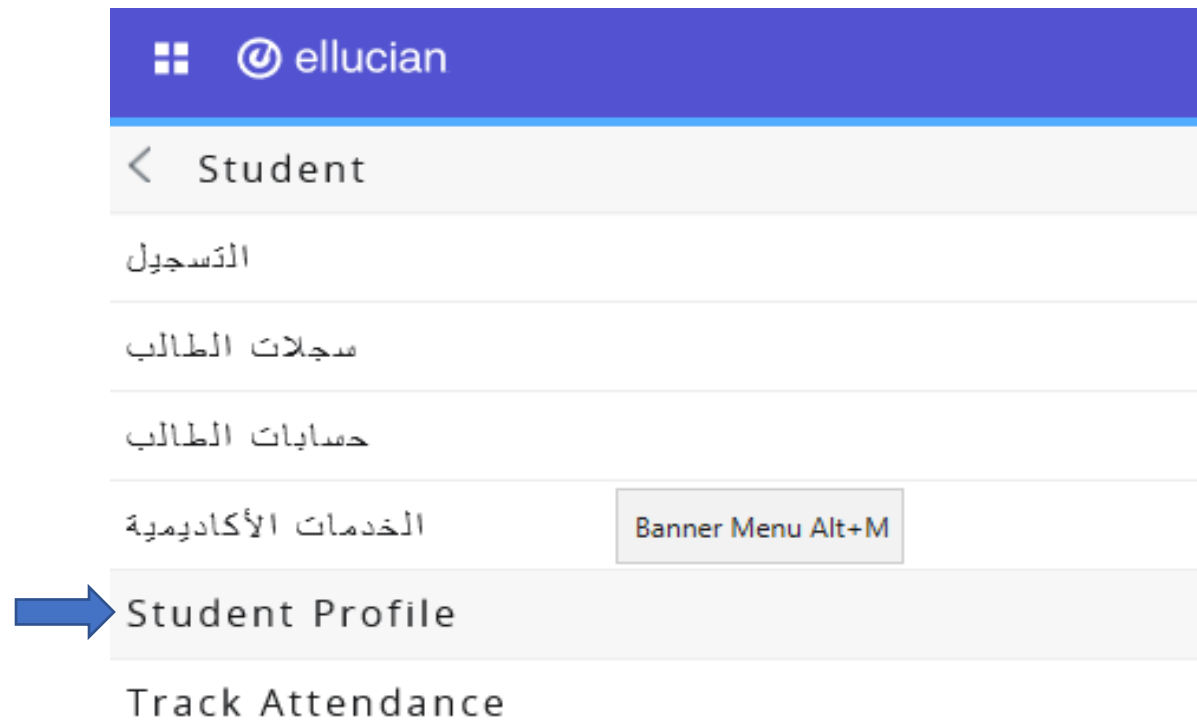 ellucian
Student
التسجيل
سجلات الطالب
حسابات الطالب
الخدمات الأكاديمية
Banner Menu Alt+M
Student Profile
Track Attendance